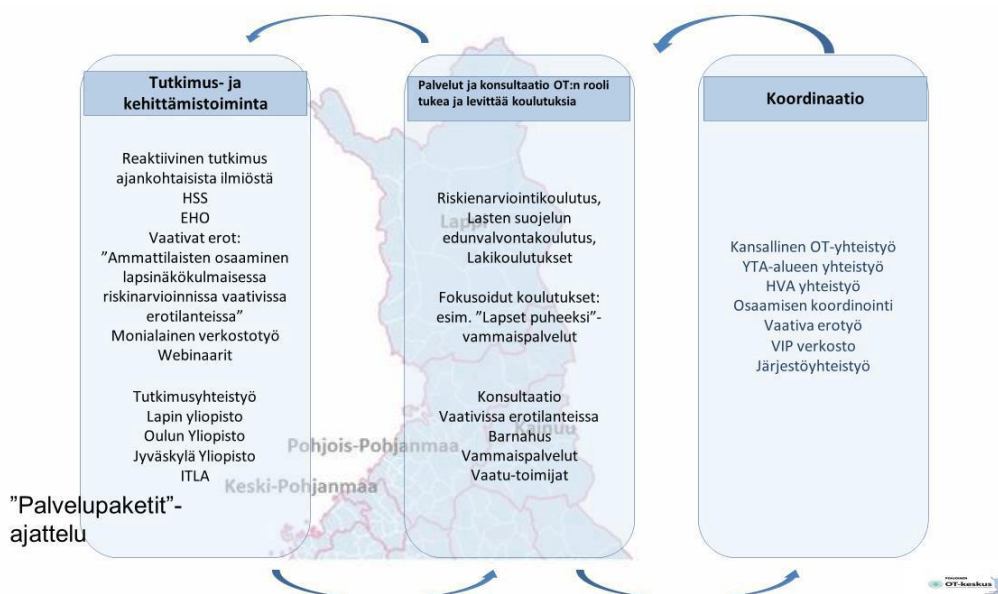 Tutkimus- ja
kehittämistoiminta
Reaktiivinen tutkimus
ajankohtaisista ilmiöstä
HSS
EHO
Vaativat erot:
”Ammattilaisten osaaminen
lapsinäkökulmaisessa
riskinarvioinnissa vaativissa
erotilanteissa”
Monialainen verkostotyö
Webinaarit
Tutkimusyhteistyö
Lapin yliopisto
Oulun Yliopisto
Jyväskylä Yliopisto
ITLA
Palvelut ja konsultaatio OT:n rooli
tukea ja levittää koulutuksia
Riskienarviointikoulutus,
Lasten suojelun
edunvalvontakoulutus,
Lakikoulutukset
Fokusoidut koulutukset:
esim. ”Lapset puheeksi”-
vammaispalvelut
Konsultaatio
Vaativissa erotilanteissa
Barnahus
Vammaispalvelut
Vaatu-toimijat
Koordinaatio
Kansallinen OT-yhteistyö
YTA-alueen yhteistyö
HVA yhteistyö
Osaamisen koordinointi
Vaativa erotyö
VIP verkosto
Järjestöyhteistyö
Lappi
Kainuu
Pohjois-Pohjanmaa
Keski-Pohjanmaa
”Palvelupaketit”-
ajattelu
POHJOINEN
OT-keskus